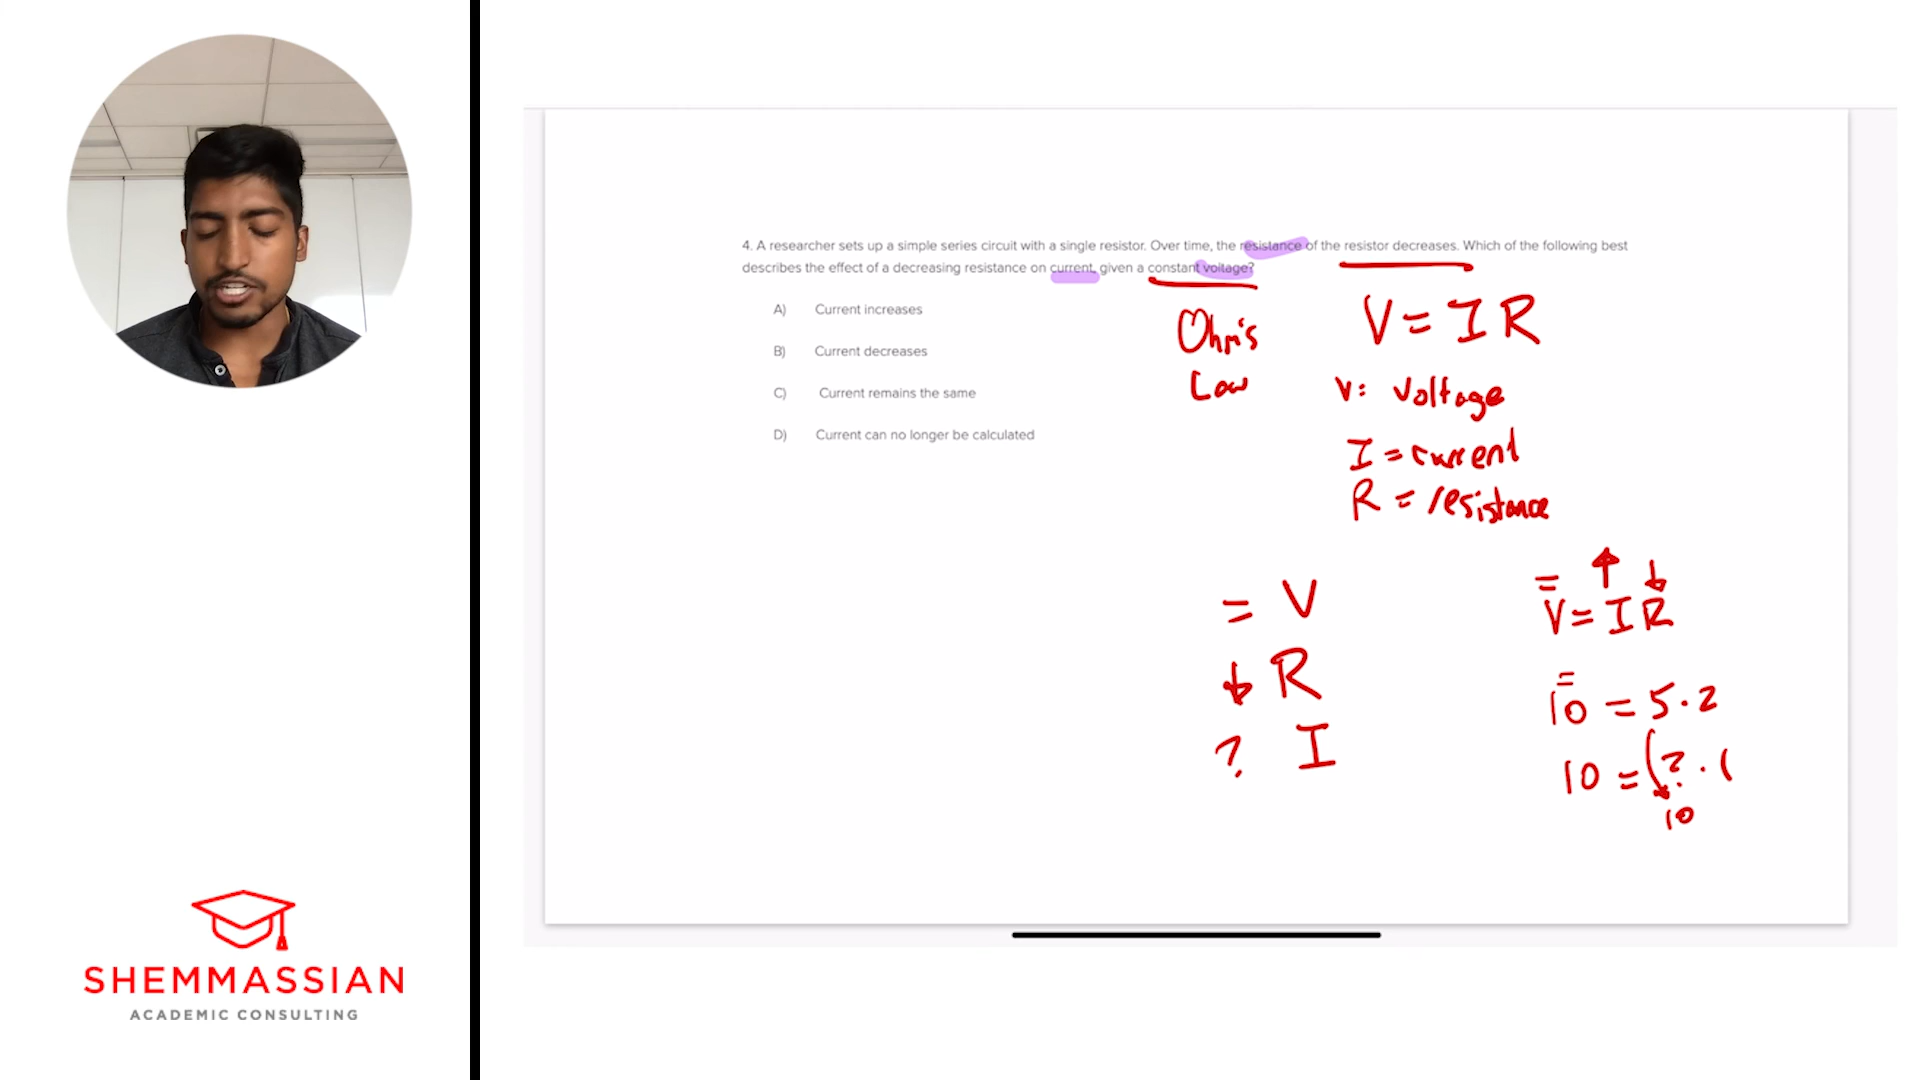 4. A researcher sets up a simple series circuit with a single resistor. Over time, the resistance of the resistor decreases. Which of the following best
describes the effect of a decreasing resistance on current, given a constant voltage?
A) Current increases
B) Current decreases
C) Current remains the same
D) Current can no longer be calculated
Ohm's
Law
V = I R
V: Voltage
I = current
R = resistance
= V
↓ R
? I
= ↑ ↓
V = I R
=
10 = 5 · 2
10 = ? · 1
10
SHEMMASSIAN
ACADEMIC CONSULTING